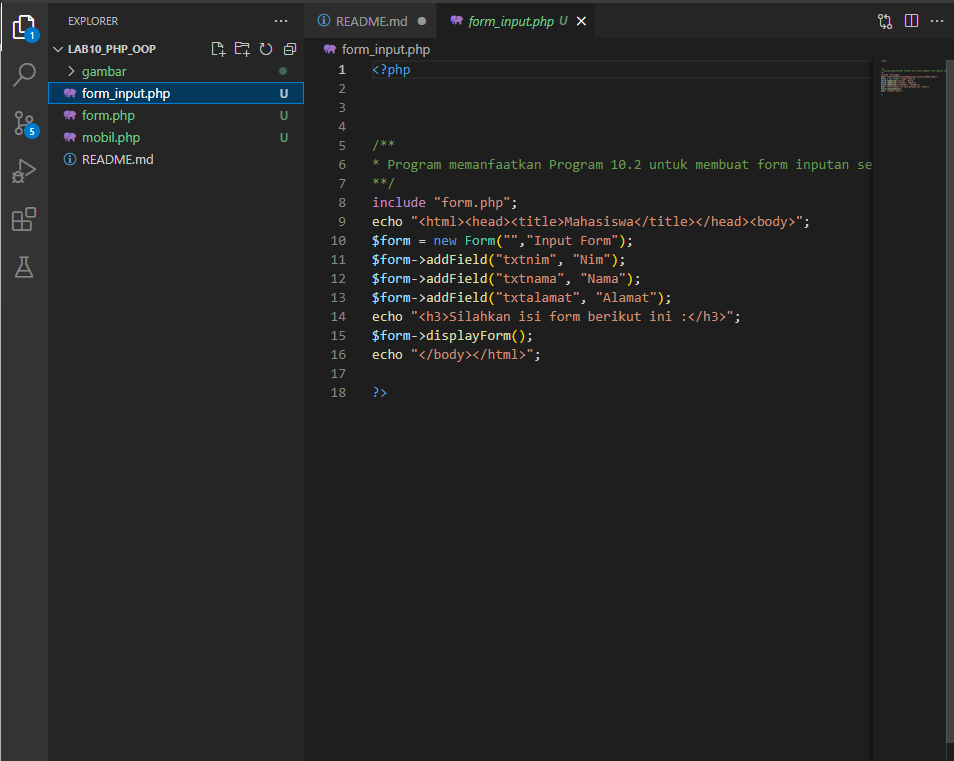 EXPLORER
LAB10_PHP_OOP
gambar
form_input.php U
form.php U
mobil.php U
README.md
1
5
README.md
form_input.php U
form_input.php
1 <?php
2
3
4
5 /**
6 * Program memanfaatkan Program 10.2 untuk membuat form inputan se
7 **/
8 include "form.php";
9 echo "<html><head><title>Mahasiswa</title></head><body>";
10 $form = new Form("","Input Form");
11 $form->addField("txtnim", "Nim");
12 $form->addField("txtnama", "Nama");
13 $form->addField("txtalamat", "Alamat");
14 echo "<h3>Silahkan isi form berikut ini :</h3>";
15 $form->displayForm();
16 echo "</body></html>";
17
18 ?>